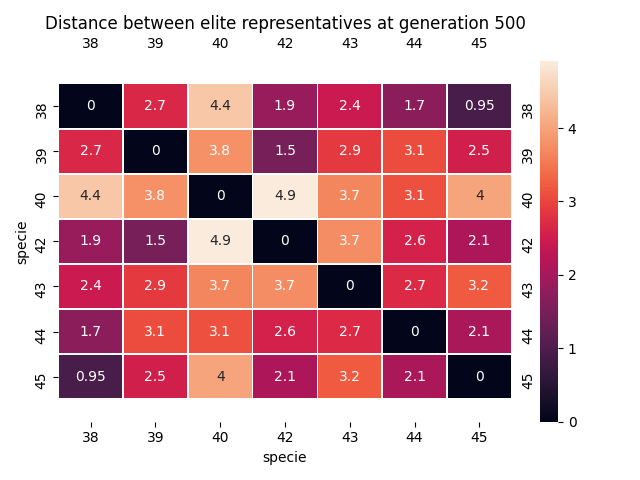 Distance between elite representatives at generation 500
38 39 40 42 43 44 45
38 0 2.7 4.4 1.9 2.4 1.7 0.95 38
39 2.7 0 3.8 1.5 2.9 3.1 2.5 39
40 4.4 3.8 0 4.9 3.7 3.1 4 40
42 1.9 1.5 4.9 0 3.7 2.6 2.1 42
43 2.4 2.9 3.7 3.7 0 2.7 3.2 43
44 1.7 3.1 3.1 2.6 2.7 0 2.1 44
45 0.95 2.5 4 2.1 3.2 2.1 0 45
38 39 40 42 43 44 45
specie
specie
4
3
2
1
0